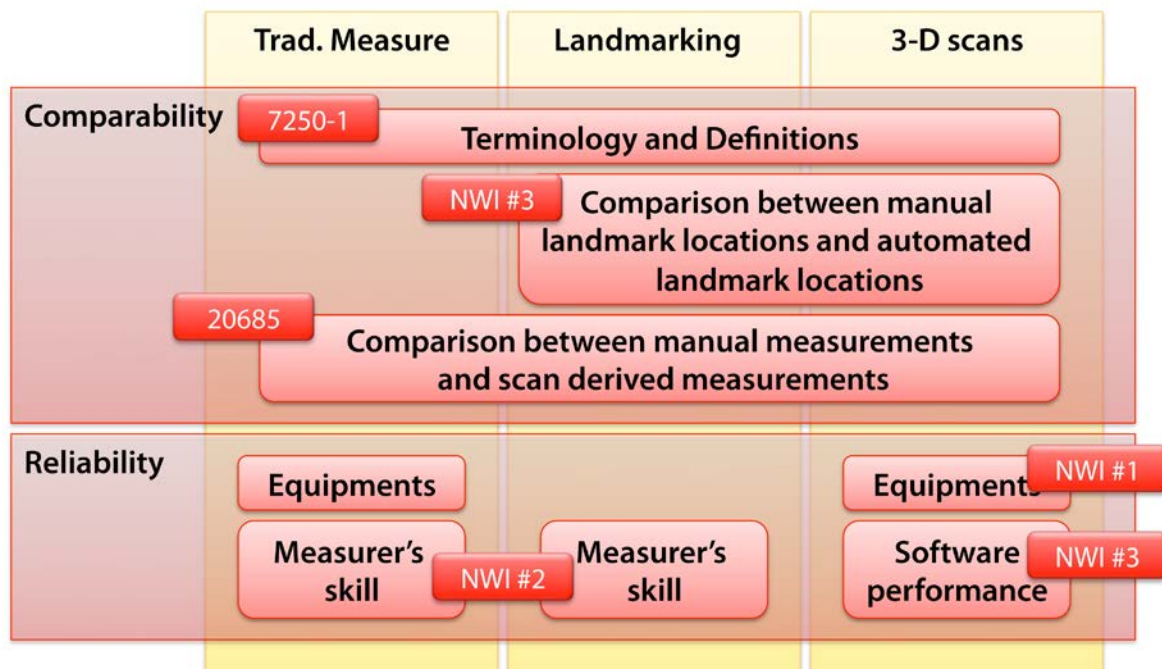 Trad. Measure
Landmarking
3-D scans
Comparability
7250-1
Terminology and Definitions
NWI #3
Comparison between manual
landmark locations and automated
landmark locations
20685
Comparison between manual measurements
and scan derived measurements
Reliability
Equipments
Equipments
NWI #1
Measurer's
skill
NWI #2
Measurer's
skill
Software
performance
NWI #3